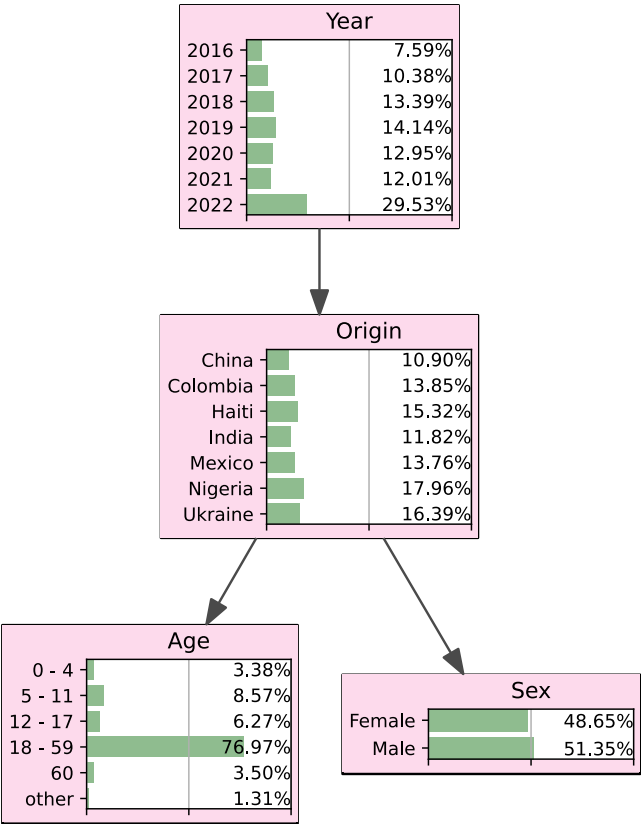 Year
2016 7.59%
2017 10.38%
2018 13.39%
2019 14.14%
2020 12.95%
2021 12.01%
2022 29.53%
Origin
China 10.90%
Colombia 13.85%
Haiti 15.32%
India 11.82%
Mexico 13.76%
Nigeria 17.96%
Ukraine 16.39%
Age
0 - 4 3.38%
5 - 11 8.57%
12 - 17 6.27%
18 - 59 76.97%
60 3.50%
other 1.31%
Sex
Female 48.65%
Male 51.35%